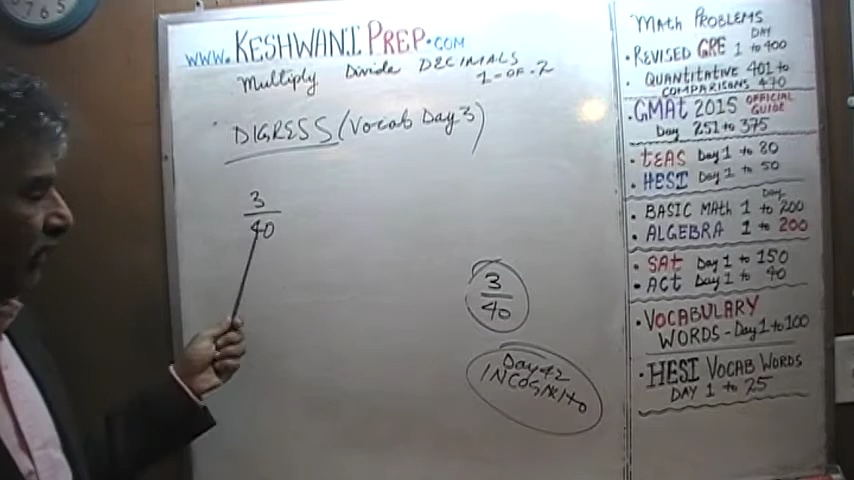 7 6 5
www.KESHWANI PREP.COM
Multiply Divide DECIMALS
1-OF-2
DIGRESS (Vocab Day 3)
3
40
3
40
Day 42
INCOGNITO
MATH PROBLEMS
DAY
• REVISED GRE 1 to 400
QUANTITATIVE 401 to
COMPARISONS 470
• GMAT 2015 OFFICIAL GUIDE
Day 251 to 375
• TEAS Day 1 to 80
• HESI Day 1 to 50
Day
• BASIC MATH 1 to 200
• ALGEBRA 1 to 200
• SAT Day 1 to 150
• ACT Day 1 to 40
• VOCABULARY
WORDS - Day 1 to 100
• HESI VOCAB WORDS
DAY 1 to 25